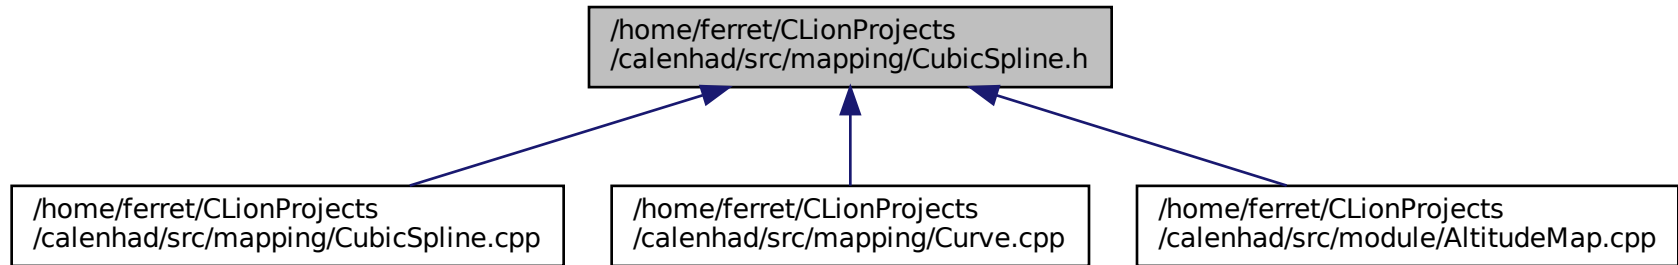 /home/ferret/CLionProjects
/calenhad/src/mapping/CubicSpline.h
/home/ferret/CLionProjects
/calenhad/src/mapping/CubicSpline.cpp
/home/ferret/CLionProjects
/calenhad/src/mapping/Curve.cpp
/home/ferret/CLionProjects
/calenhad/src/module/AltitudeMap.cpp